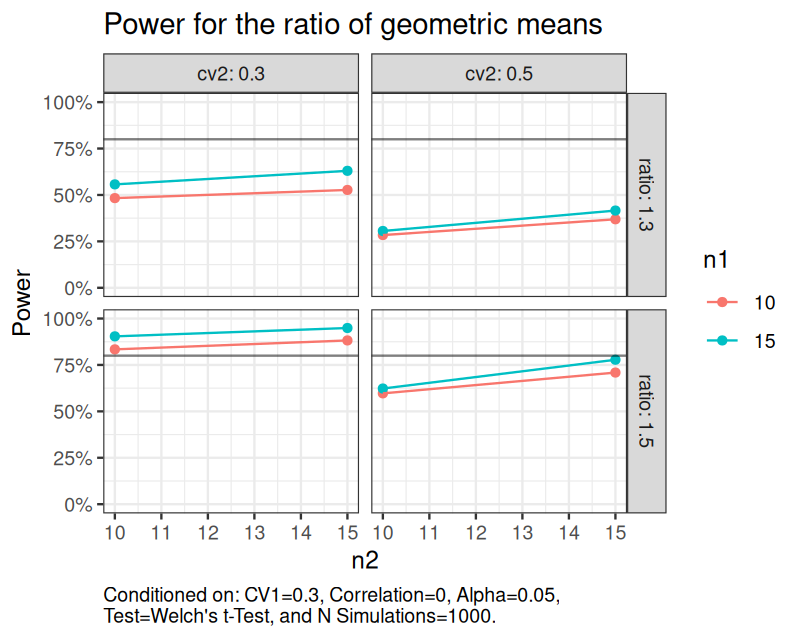 Power for the ratio of geometric means
cv2: 0.3
cv2: 0.5
100%
75%
50%
25%
0%
ratio: 1.3
100%
75%
50%
25%
0%
ratio: 1.5
Power
10 11 12 13 14 15
10 11 12 13 14 15
n2
n1
10
15
Conditioned on: CV1=0.3, Correlation=0, Alpha=0.05,
Test=Welch's t-Test, and N Simulations=1000.